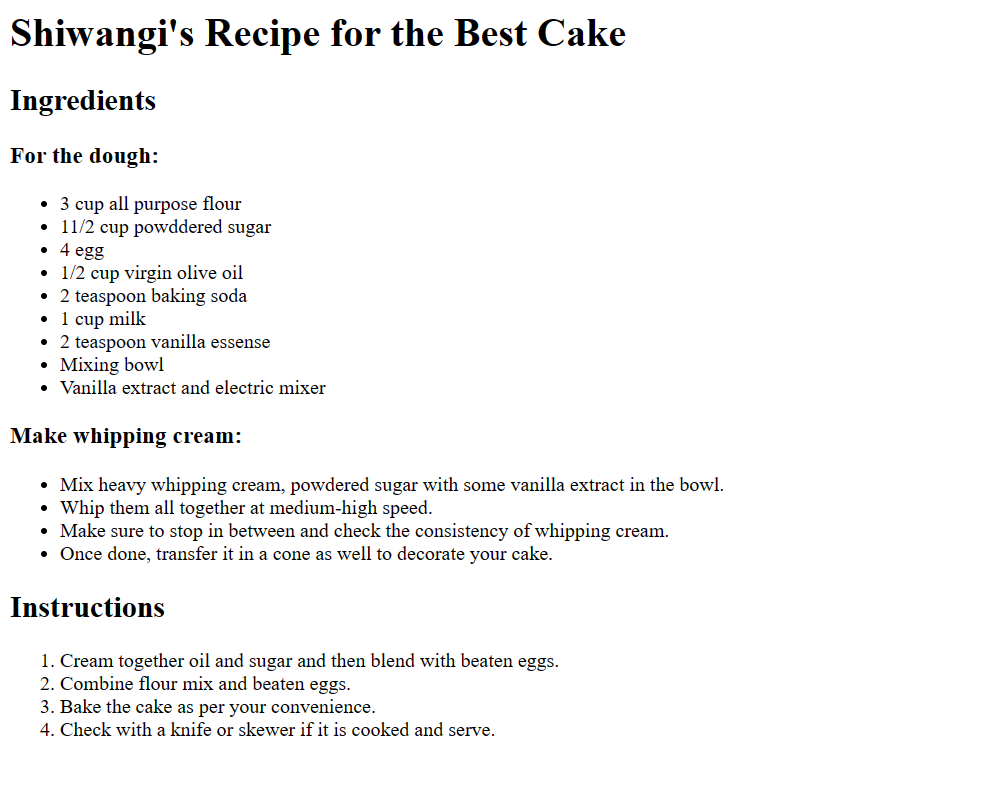 Shiwangi's Recipe for the Best Cake
Ingredients
For the dough:
• 3 cup all purpose flour
• 11/2 cup powddered sugar
• 4 egg
• 1/2 cup virgin olive oil
• 2 teaspoon baking soda
• 1 cup milk
• 2 teaspoon vanilla essense
• Mixing bowl
• Vanilla extract and electric mixer
Make whipping cream:
• Mix heavy whipping cream, powdered sugar with some vanilla extract in the bowl.
• Whip them all together at medium-high speed.
• Make sure to stop in between and check the consistency of whipping cream.
• Once done, transfer it in a cone as well to decorate your cake.
Instructions
1. Cream together oil and sugar and then blend with beaten eggs.
2. Combine flour mix and beaten eggs.
3. Bake the cake as per your convenience.
4. Check with a knife or skewer if it is cooked and serve.